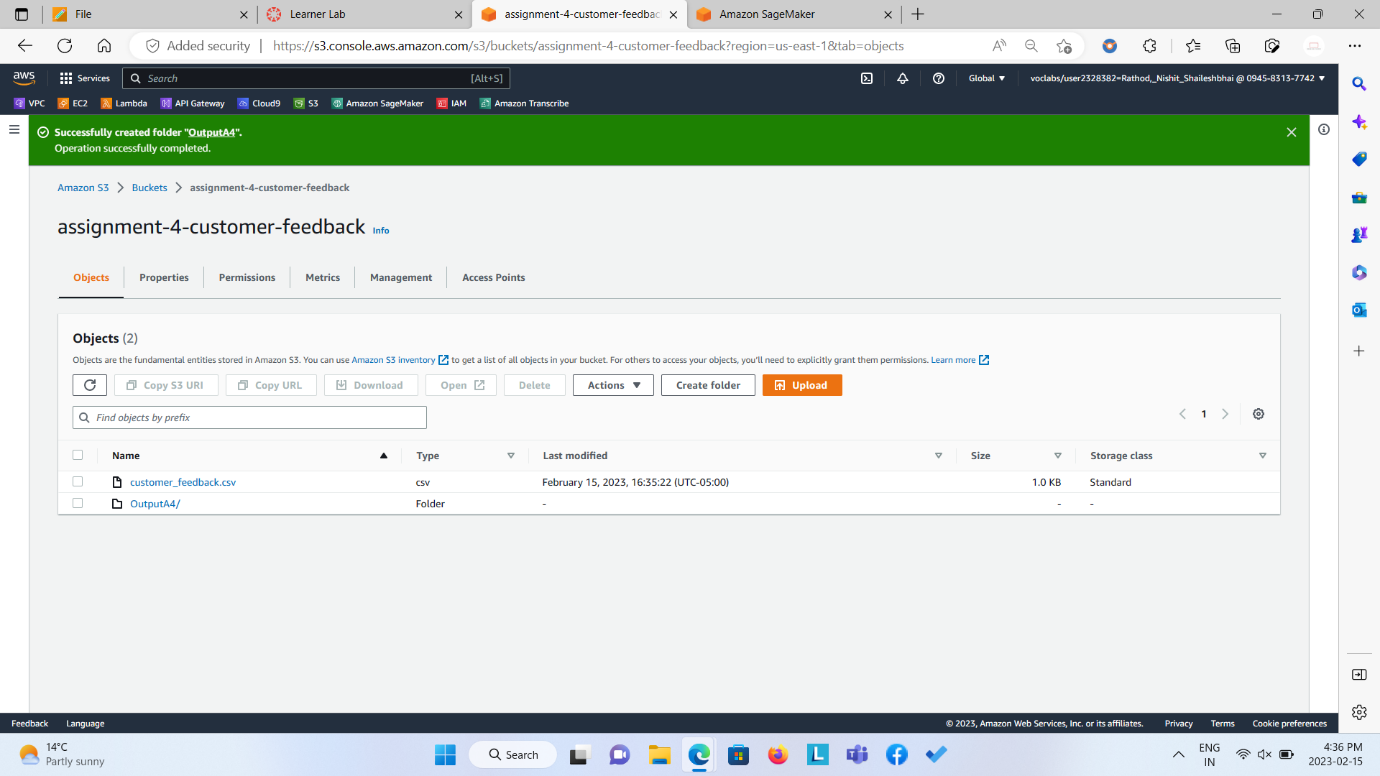 File
Learner Lab
assignment-4-customer-feedbac
Amazon SageMaker
Added security
https://s3.console.aws.amazon.com/s3/buckets/assignment-4-customer-feedback?region=us-east-1&tab=objects
aws
Services
Search
[Alt+S]
Global
voclabs/user2328382=Rathod,_Nishit_Shaileshbhai @ 0945-8313-7742
VPC
EC2
Lambda
API Gateway
Cloud9
S3
Amazon SageMaker
IAM
Amazon Transcribe
Successfully created folder "OutputA4".
Operation successfully completed.
Amazon S3
Buckets
assignment-4-customer-feedback
assignment-4-customer-feedback Info
Objects
Properties
Permissions
Metrics
Management
Access Points
Objects (2)
Objects are the fundamental entities stored in Amazon S3. You can use Amazon S3 inventory to get a list of all objects in your bucket. For others to access your objects, you'll need to explicitly grant them permissions. Learn more
Copy S3 URI
Copy URL
Download
Open
Delete
Actions
Create folder
Upload
Find objects by prefix
1
Name
Type
Last modified
Size
Storage class
customer_feedback.csv
csv
February 15, 2023, 16:35:22 (UTC-05:00)
1.0 KB
Standard
OutputA4/
Folder
-
-
-
Feedback
Language
© 2023, Amazon Web Services, Inc. or its affiliates.
Privacy
Terms
Cookie preferences
14°C
Partly sunny
Search
ENG
IN
4:36 PM
2023-02-15